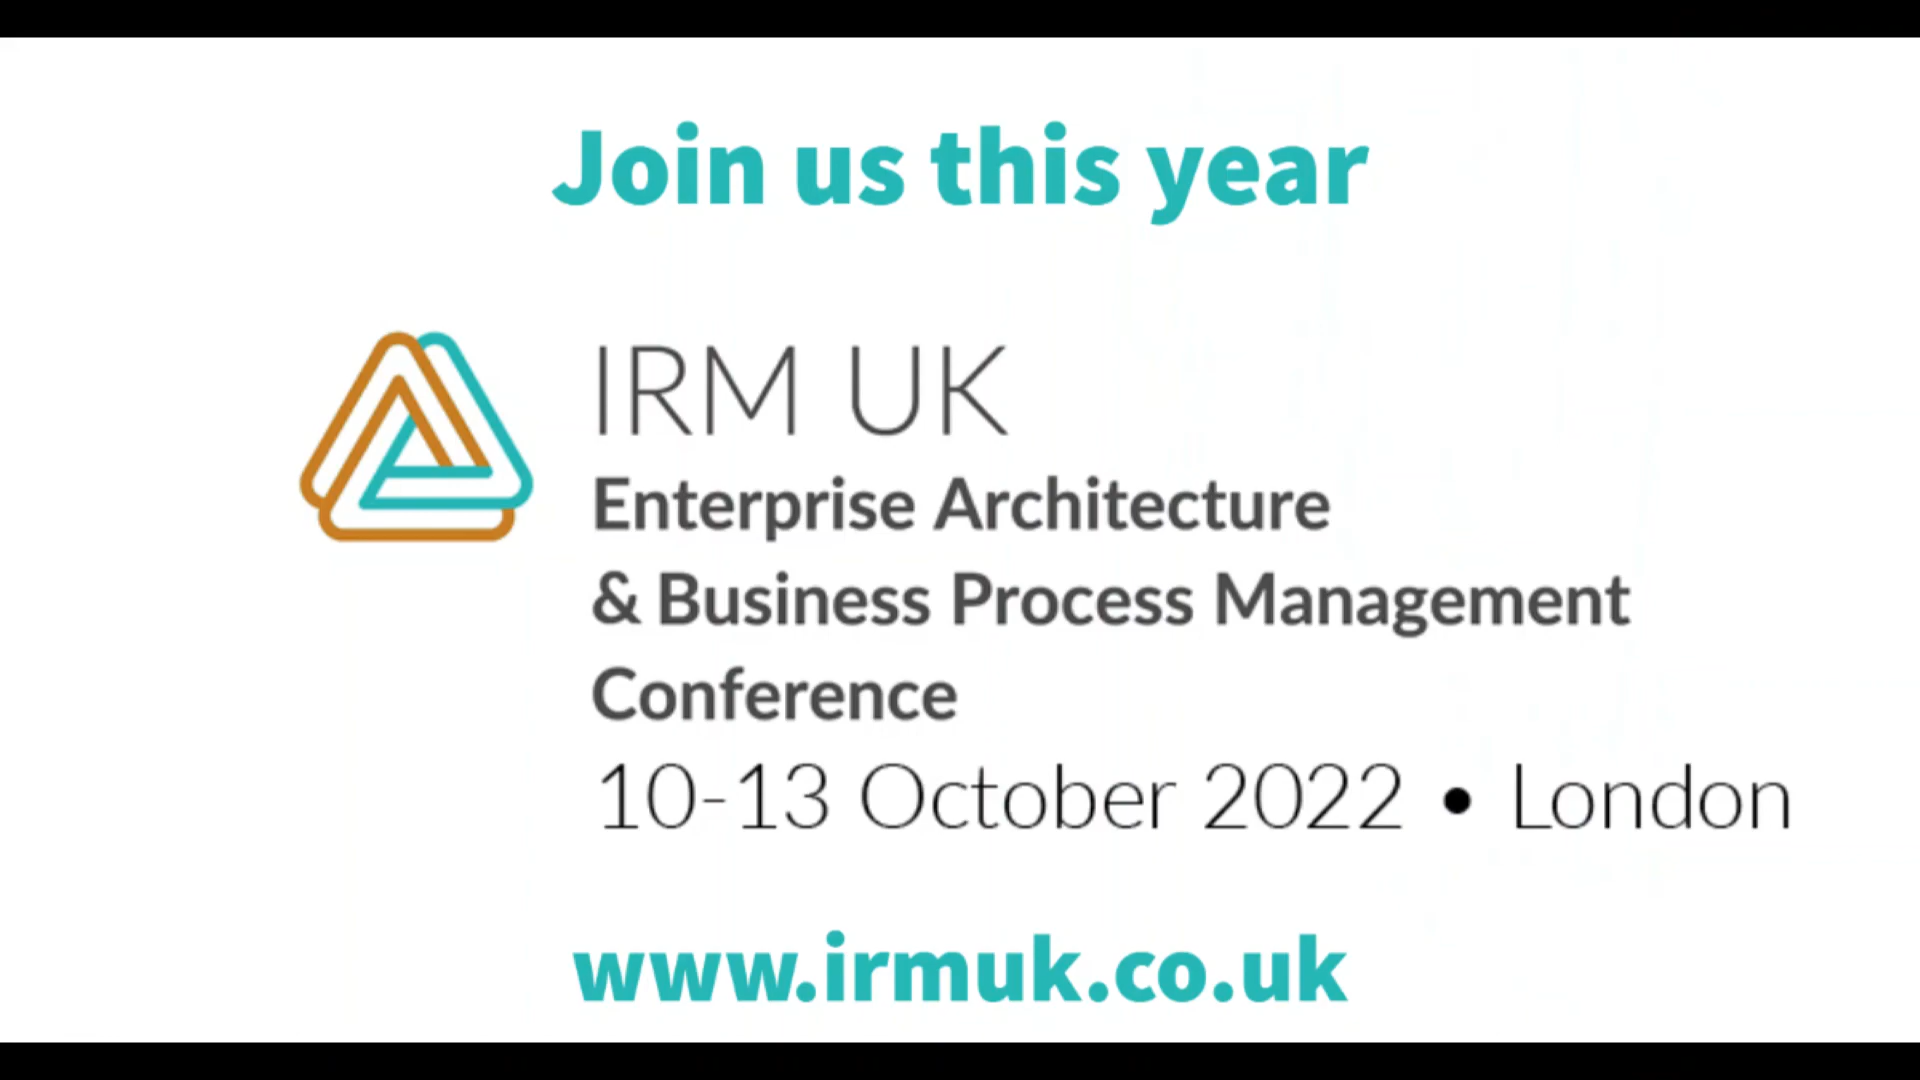 Join us this year
IRM UK
Enterprise Architecture
& Business Process Management
Conference
10-13 October 2022 • London
www.irmuk.co.uk